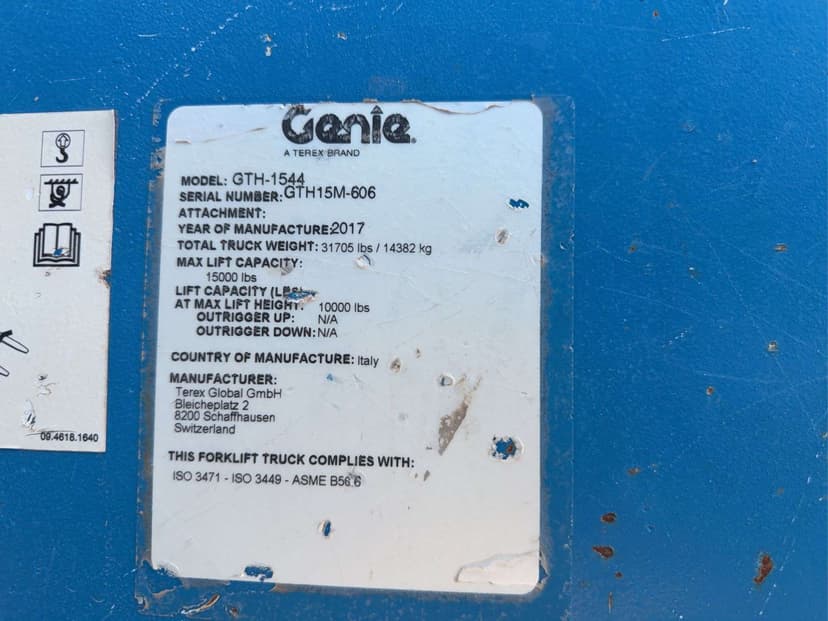 Genie
A TEREX BRAND
MODEL: GTH-1544
SERIAL NUMBER: GTH15M-606
ATTACHMENT:
YEAR OF MANUFACTURE: 2017
TOTAL TRUCK WEIGHT: 31705 lbs / 14382 kg
MAX LIFT CAPACITY:
15000 lbs
LIFT CAPACITY
AT MAX LIFT HEIGHT: 10000 lbs
OUTRIGGER UP: N/A
OUTRIGGER DOWN: N/A
COUNTRY OF MANUFACTURE: Italy
MANUFACTURER:
Terex Global GmbH
Bleicheplatz 2
8200 Schaffhausen
Switzerland
THIS FORKLIFT TRUCK COMPLIES WITH:
ISO 3471 - ISO 3449 - ASME B56.6
09.4618.1640